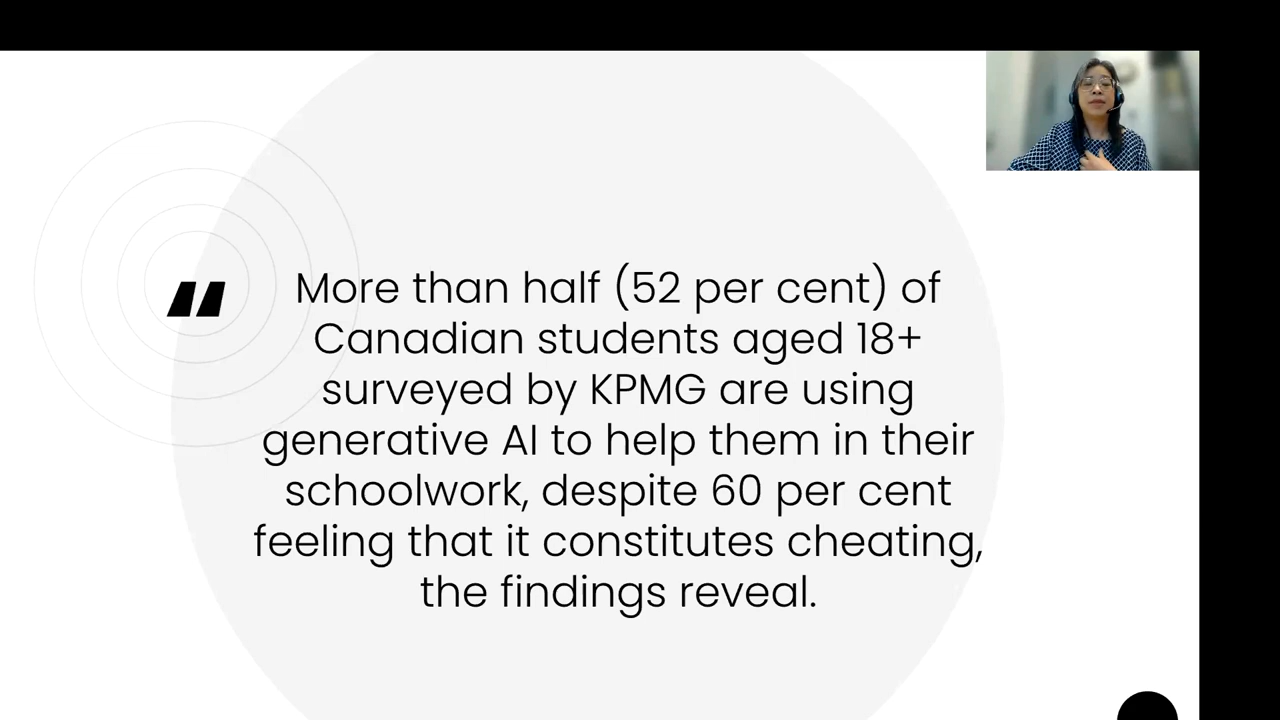 “
More than half (52 per cent) of
Canadian students aged 18+
surveyed by KPMG are using
generative AI to help them in their
schoolwork, despite 60 per cent
feeling that it constitutes cheating,
the findings reveal.